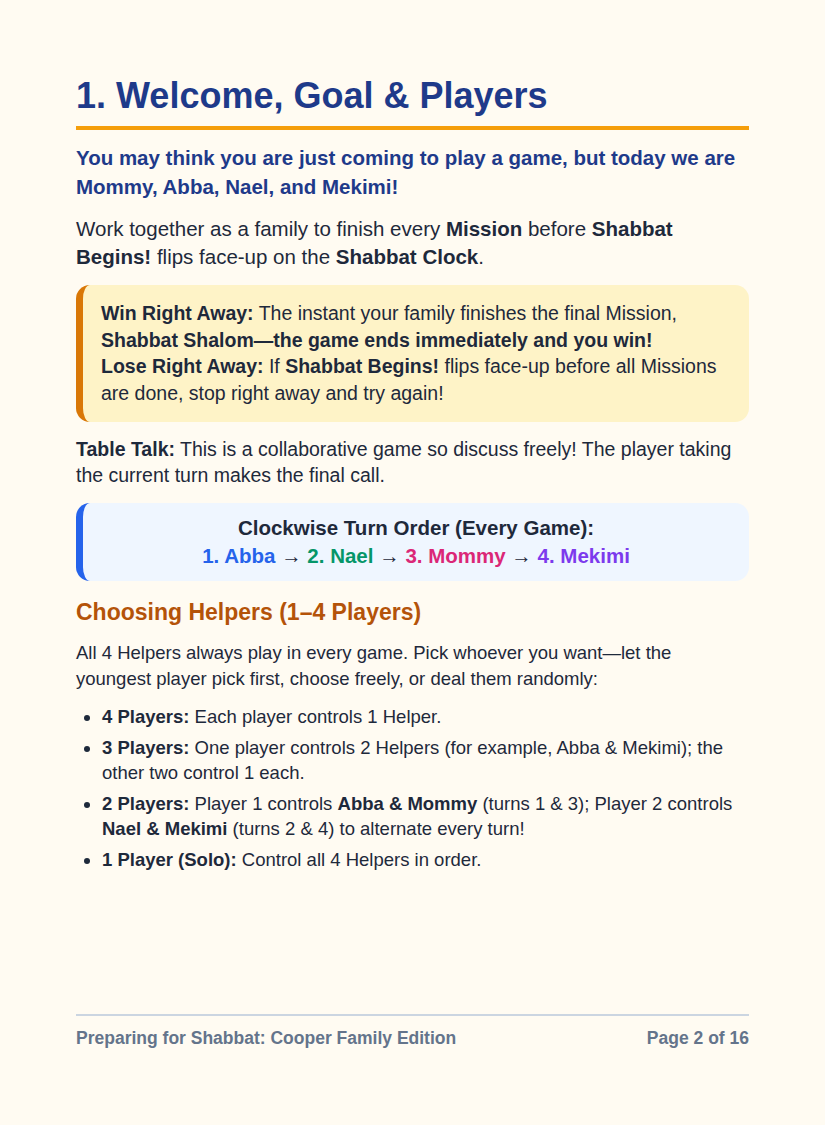 1. Welcome, Goal & Players
You may think you are just coming to play a game, but today we are
Mommy, Abba, Nael, and Mekimi!
Work together as a family to finish every Mission before Shabbat
Begins! flips face-up on the Shabbat Clock.
Win Right Away: The instant your family finishes the final Mission,
Shabbat Shalom—the game ends immediately and you win!
Lose Right Away: If Shabbat Begins! flips face-up before all Missions
are done, stop right away and try again!
Table Talk: This is a collaborative game so discuss freely! The player taking
the current turn makes the final call.
Clockwise Turn Order (Every Game):
1. Abba → 2. Nael → 3. Mommy → 4. Mekimi
Choosing Helpers (1–4 Players)
All 4 Helpers always play in every game. Pick whoever you want—let the
youngest player pick first, choose freely, or deal them randomly:
• 4 Players: Each player controls 1 Helper.
• 3 Players: One player controls 2 Helpers (for example, Abba & Mekimi); the
other two control 1 each.
• 2 Players: Player 1 controls Abba & Mommy (turns 1 & 3); Player 2 controls
Nael & Mekimi (turns 2 & 4) to alternate every turn!
• 1 Player (Solo): Control all 4 Helpers in order.
Preparing for Shabbat: Cooper Family Edition
Page 2 of 16